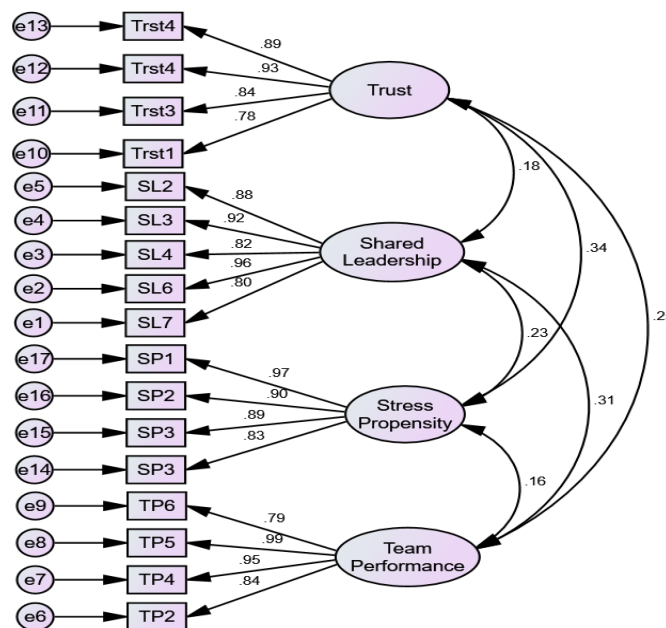 e13
Trst4
.89
e12
Trst4
.93
Trust
e11
Trst3
.84
e10
Trst1
.78
.18
e5
SL2
.88
e4
SL3
.92
Shared
Leadership
e3
SL4
.82
e2
SL6
.96
e1
SL7
.80
.34
.23
e17
SP1
.97
e16
SP2
.90
Stress
Propensity
e15
SP3
.89
e14
SP3
.83
.31
.16
e9
TP6
.79
e8
TP5
.99
Team
Performance
e7
TP4
.95
e6
TP2
.84